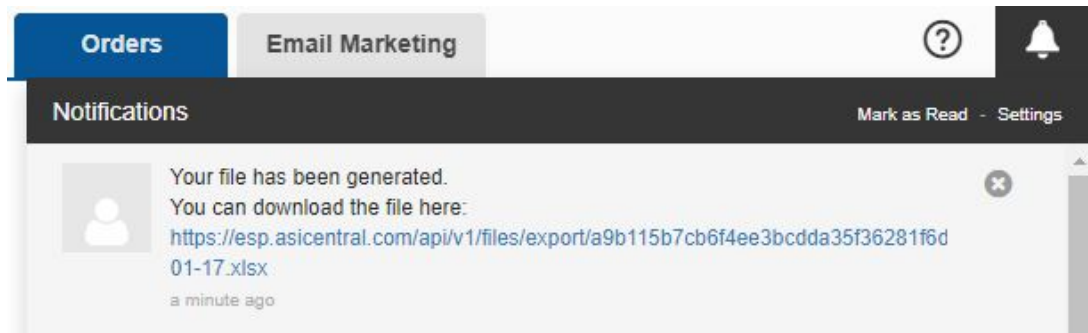 Orders Email Marketing ?
Notifications Mark as Read - Settings
Your file has been generated.
You can download the file here:
https://esp.asicentral.com/api/v1/files/export/a9b115b7cb6f4ee3bcdda35f36281f6d
01-17.xlsx
a minute ago